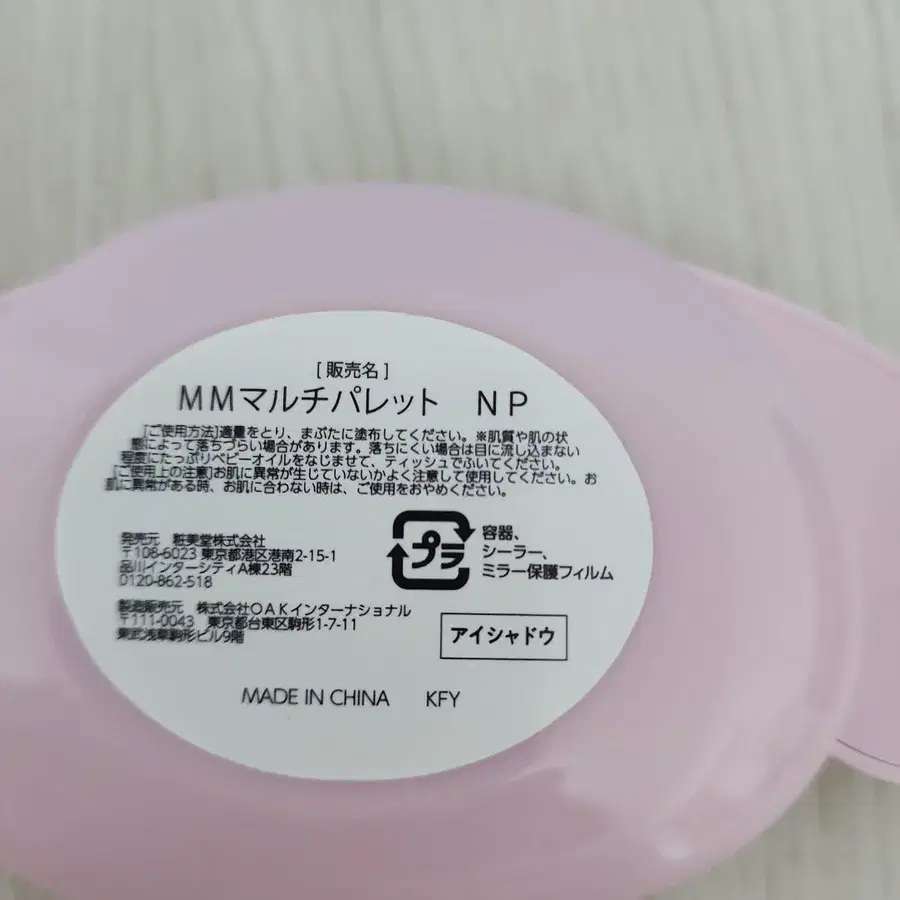 [販売名]
MMマルチパレット　NP
[ご使用方法]適量をとり、まぶたに塗布してください。※肌質や肌の状
態によって落ちづらい場合があります。落ちにくい場合は目に流し込まない
程度にたっぷりベビーオイルをなじませて、ティッシュでふいてください。
[ご使用上の注意]お肌に異常が生じていないかよく注意して使用してください。お
肌に異常がある時、お肌に合わない時は、ご使用をおやめください。
発売元　粧美堂株式会社
〒108-6023 東京都港区港南2-15-1
品川インターシティA棟23階
0120-862-518
プラ
容器、
シーラー、
ミラー保護フィルム
製造販売元　株式会社OAKインターナショナル
〒111-0043　東京都台東区駒形1-7-11
東武浅草駒形ビル9階
アイシャドウ
MADE IN CHINA　KFY